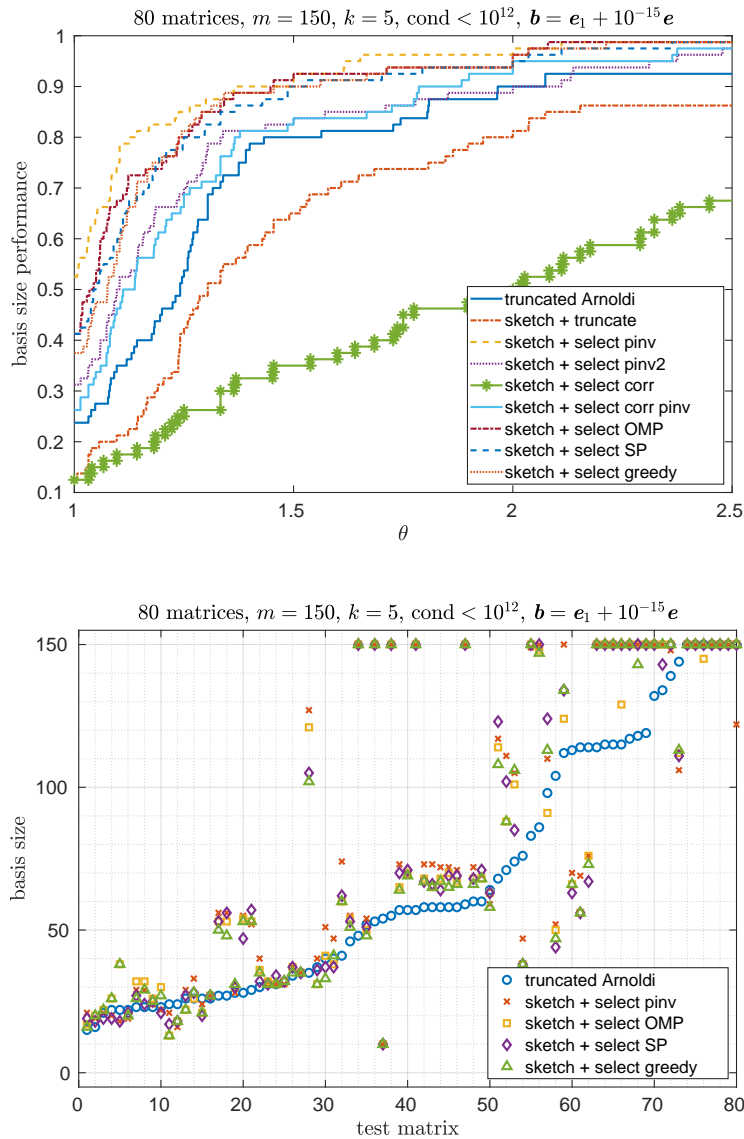 80 matrices, m = 150, k = 5, cond < 10^12, b = e_1 + 10^-15 e
1
0.9
0.8
0.7
0.6
0.5
0.4
0.3
0.2
0.1
basis size performance
truncated Arnoldi
sketch + truncate
sketch + select pinv
sketch + select pinv2
sketch + select corr
sketch + select corr pinv
sketch + select OMP
sketch + select SP
sketch + select greedy
1 1.5 2 2.5
θ
80 matrices, m = 150, k = 5, cond < 10^12, b = e_1 + 10^-15 e
150
100
50
0
basis size
truncated Arnoldi
sketch + select pinv
sketch + select OMP
sketch + select SP
sketch + select greedy
0 10 20 30 40 50 60 70 80
test matrix